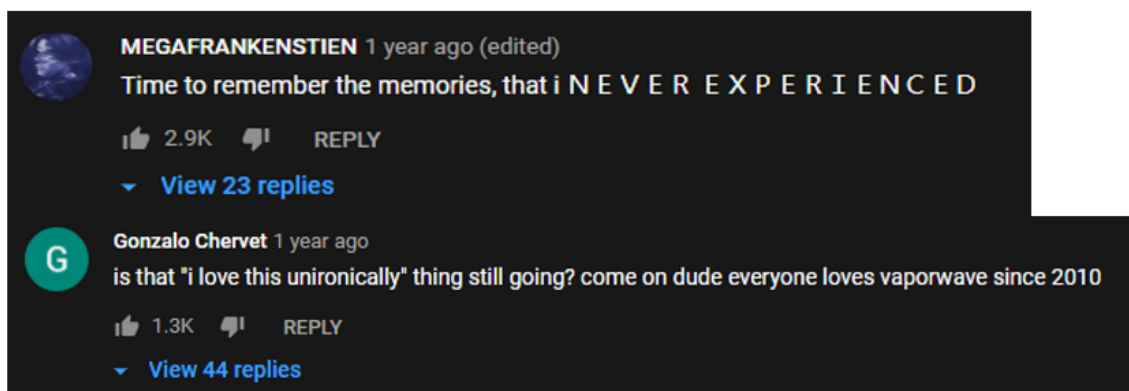 MEGAFRANKENSTIEN 1 year ago (edited)
Time to remember the memories, that i N E V E R E X P E R I E N C E D
2.9K REPLY
View 23 replies
G
Gonzalo Chervet 1 year ago
is that "i love this unironically" thing still going? come on dude everyone loves vaporwave since 2010
1.3K REPLY
View 44 replies